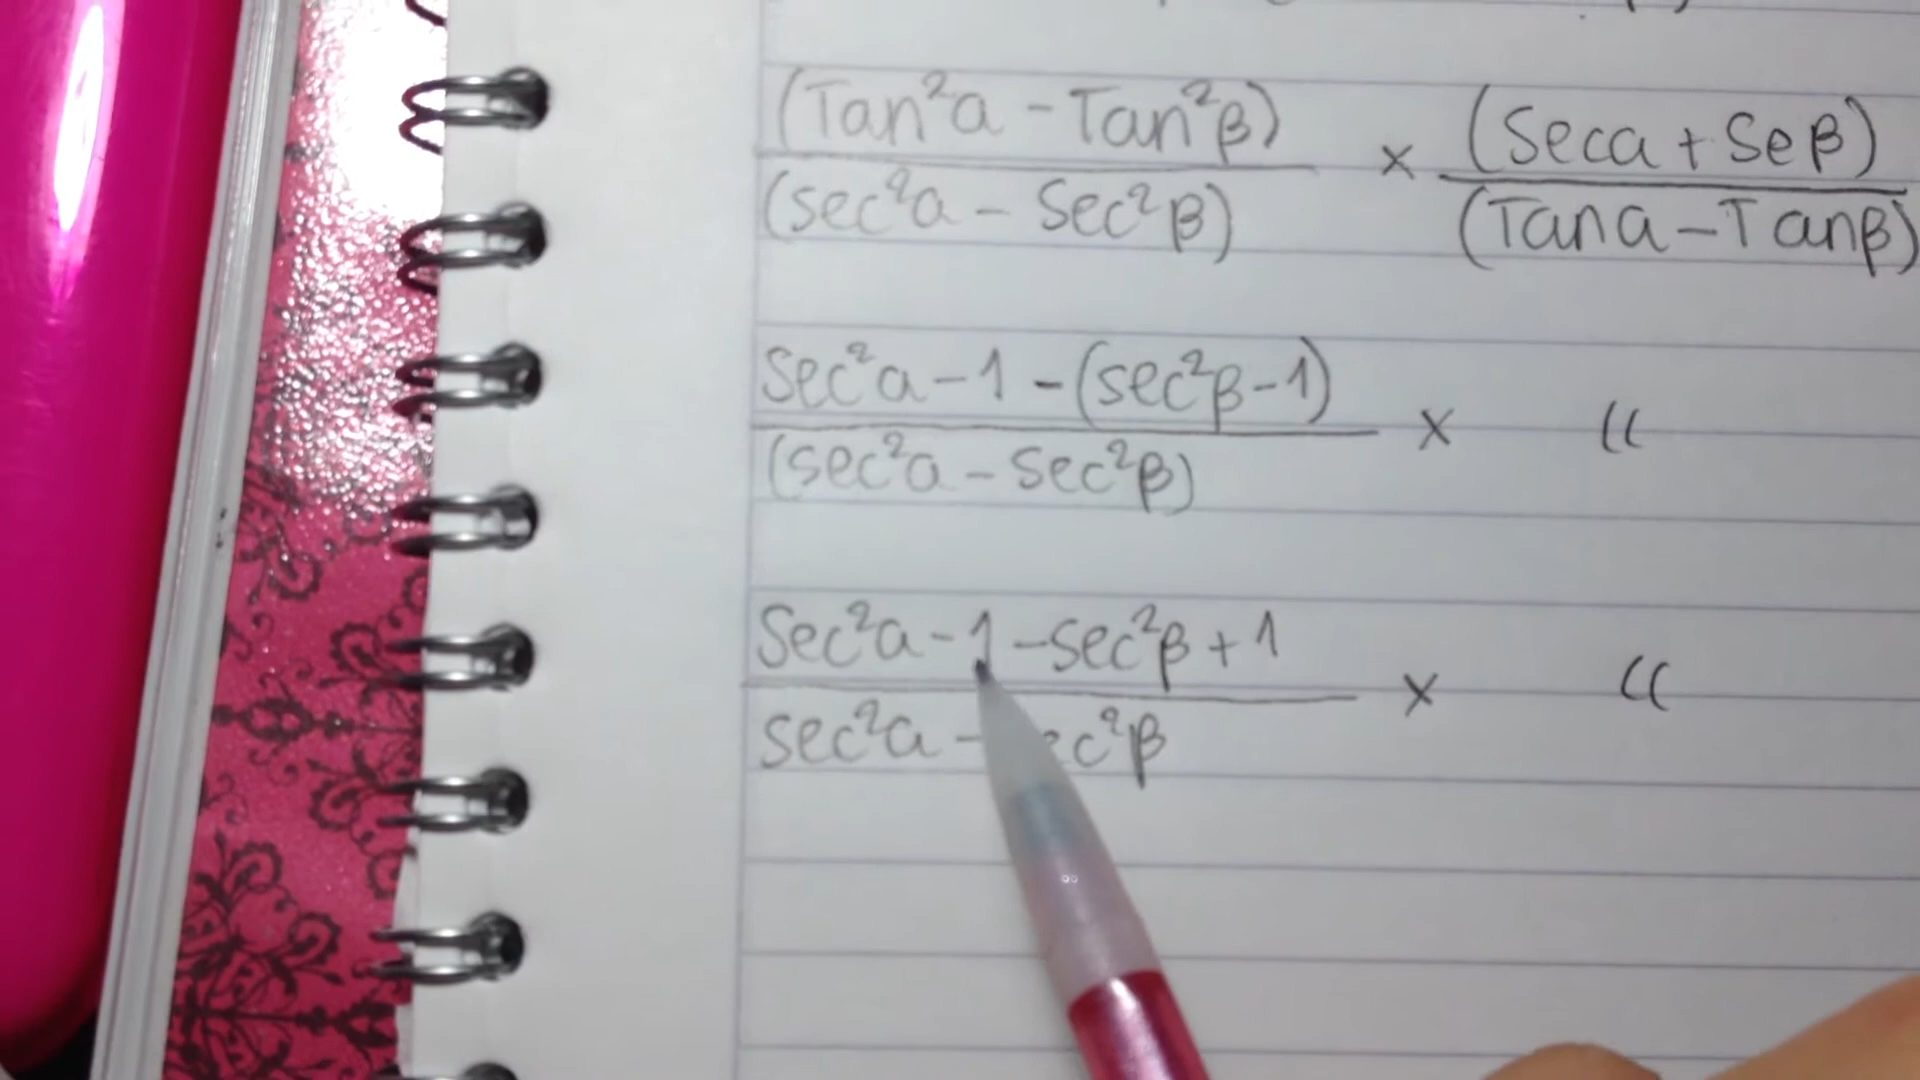 (Tan²a - Tan²β)
(sec²a - Sec²β)
×
(Seca + Seβ)
(Tana - Tanβ)
Sec²a - 1 - (sec²β - 1)
(sec²a - Sec²β)
× ((
Sec²a - 1 - sec²β + 1
sec²a - ec²β
× ((